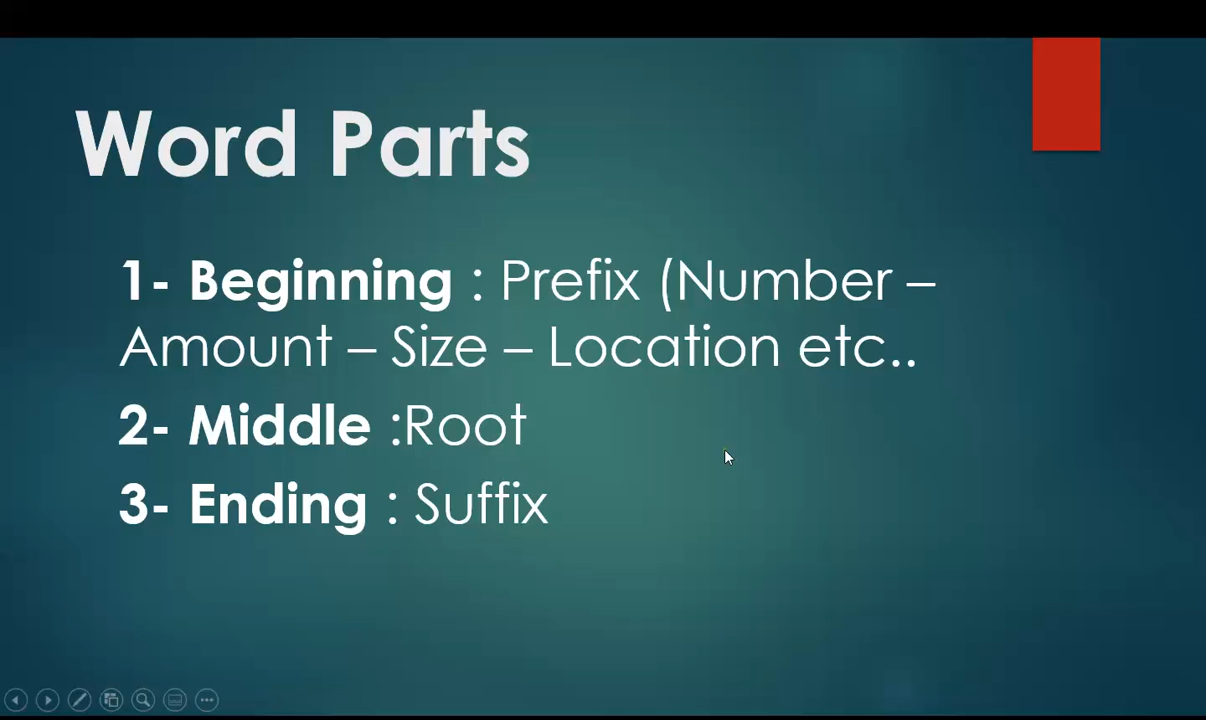 Word Parts
1- Beginning : Prefix (Number –
Amount – Size – Location etc..
2- Middle :Root
3- Ending : Suffix